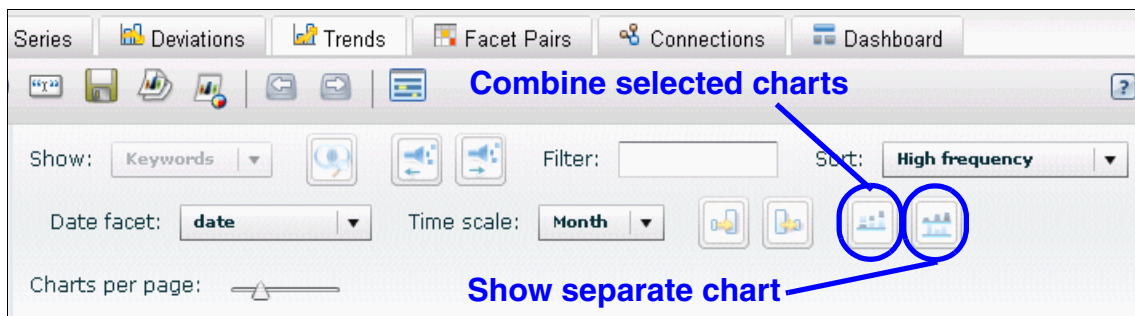 Series Deviations Trends Facet Pairs Connections Dashboard
“I” Combine selected charts ?
Show: Keywords Filter: Sort: High frequency
Date facet: date Time scale: Month
Charts per page: Show separate chart